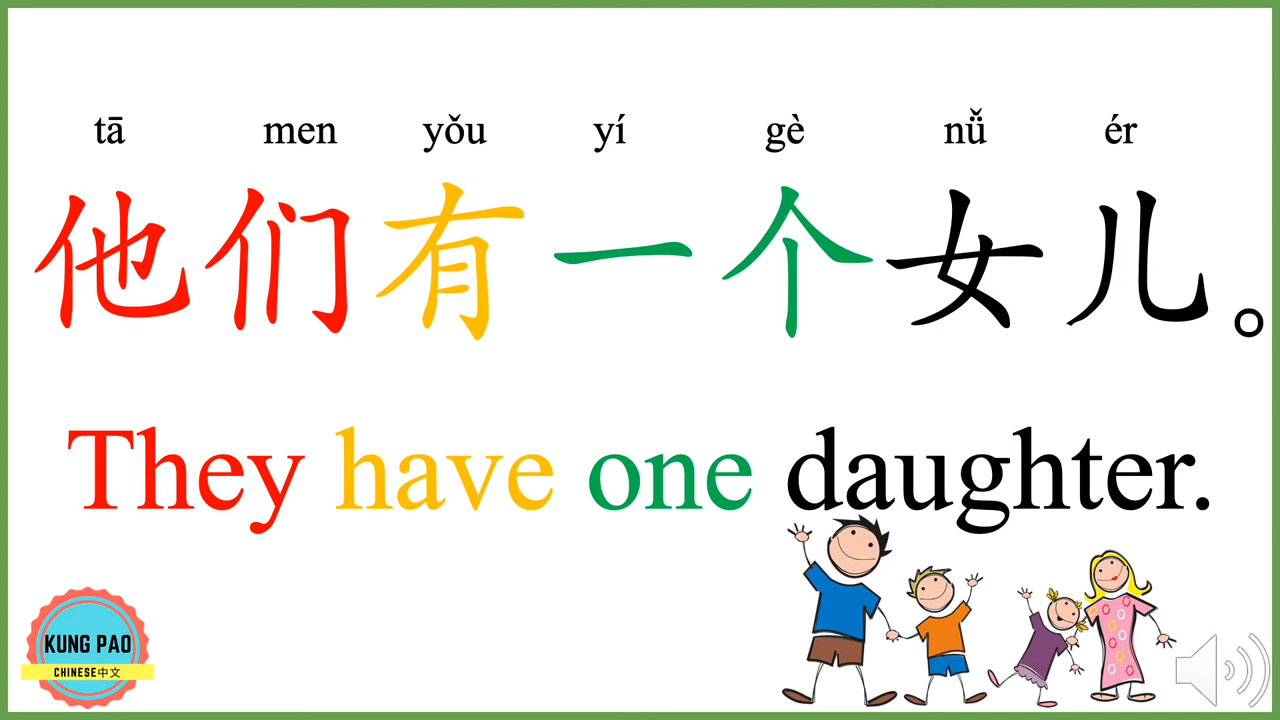 tā men yǒu yí gè nǚ ér
他们有一个女儿。
They have one daughter.
KUNG PAO
CHINESE中文